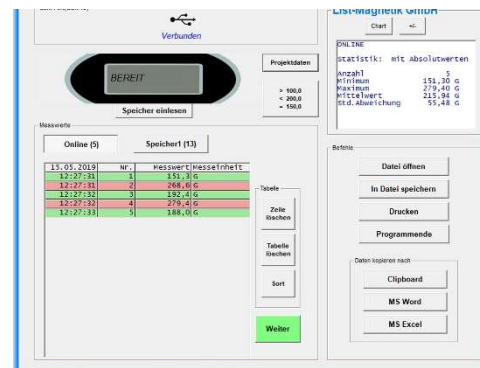 Verbunden
BEREIT
Speicher einlesen
Projektdaten
> 100,0
< 200,0
= 150,0
Messwerte
Online (5)
Speicher1 (13)
15.05.2019 Nr. Messwert Messeinheit
12:27:31 1 151,3 G
12:27:31 2 268,6 G
12:27:32 3 192,4 G
12:27:32 4 279,4 G
12:27:33 5 188,0 G
Tabelle
Zeile
löschen
Tabelle
löschen
Sort
Weiter
List-Magnetik GmbH
Chart
+/-
ONLINE
Statistik: mit Absolutwerten
Anzahl 5
Minimum 151,30 G
Maximum 279,40 G
Mittelwert 215,94 G
Std.Abweichung 55,48 G
Befehle
Datei öffnen
In Datei speichern
Drucken
Programmende
Daten kopieren nach
Clipboard
MS Word
MS Excel